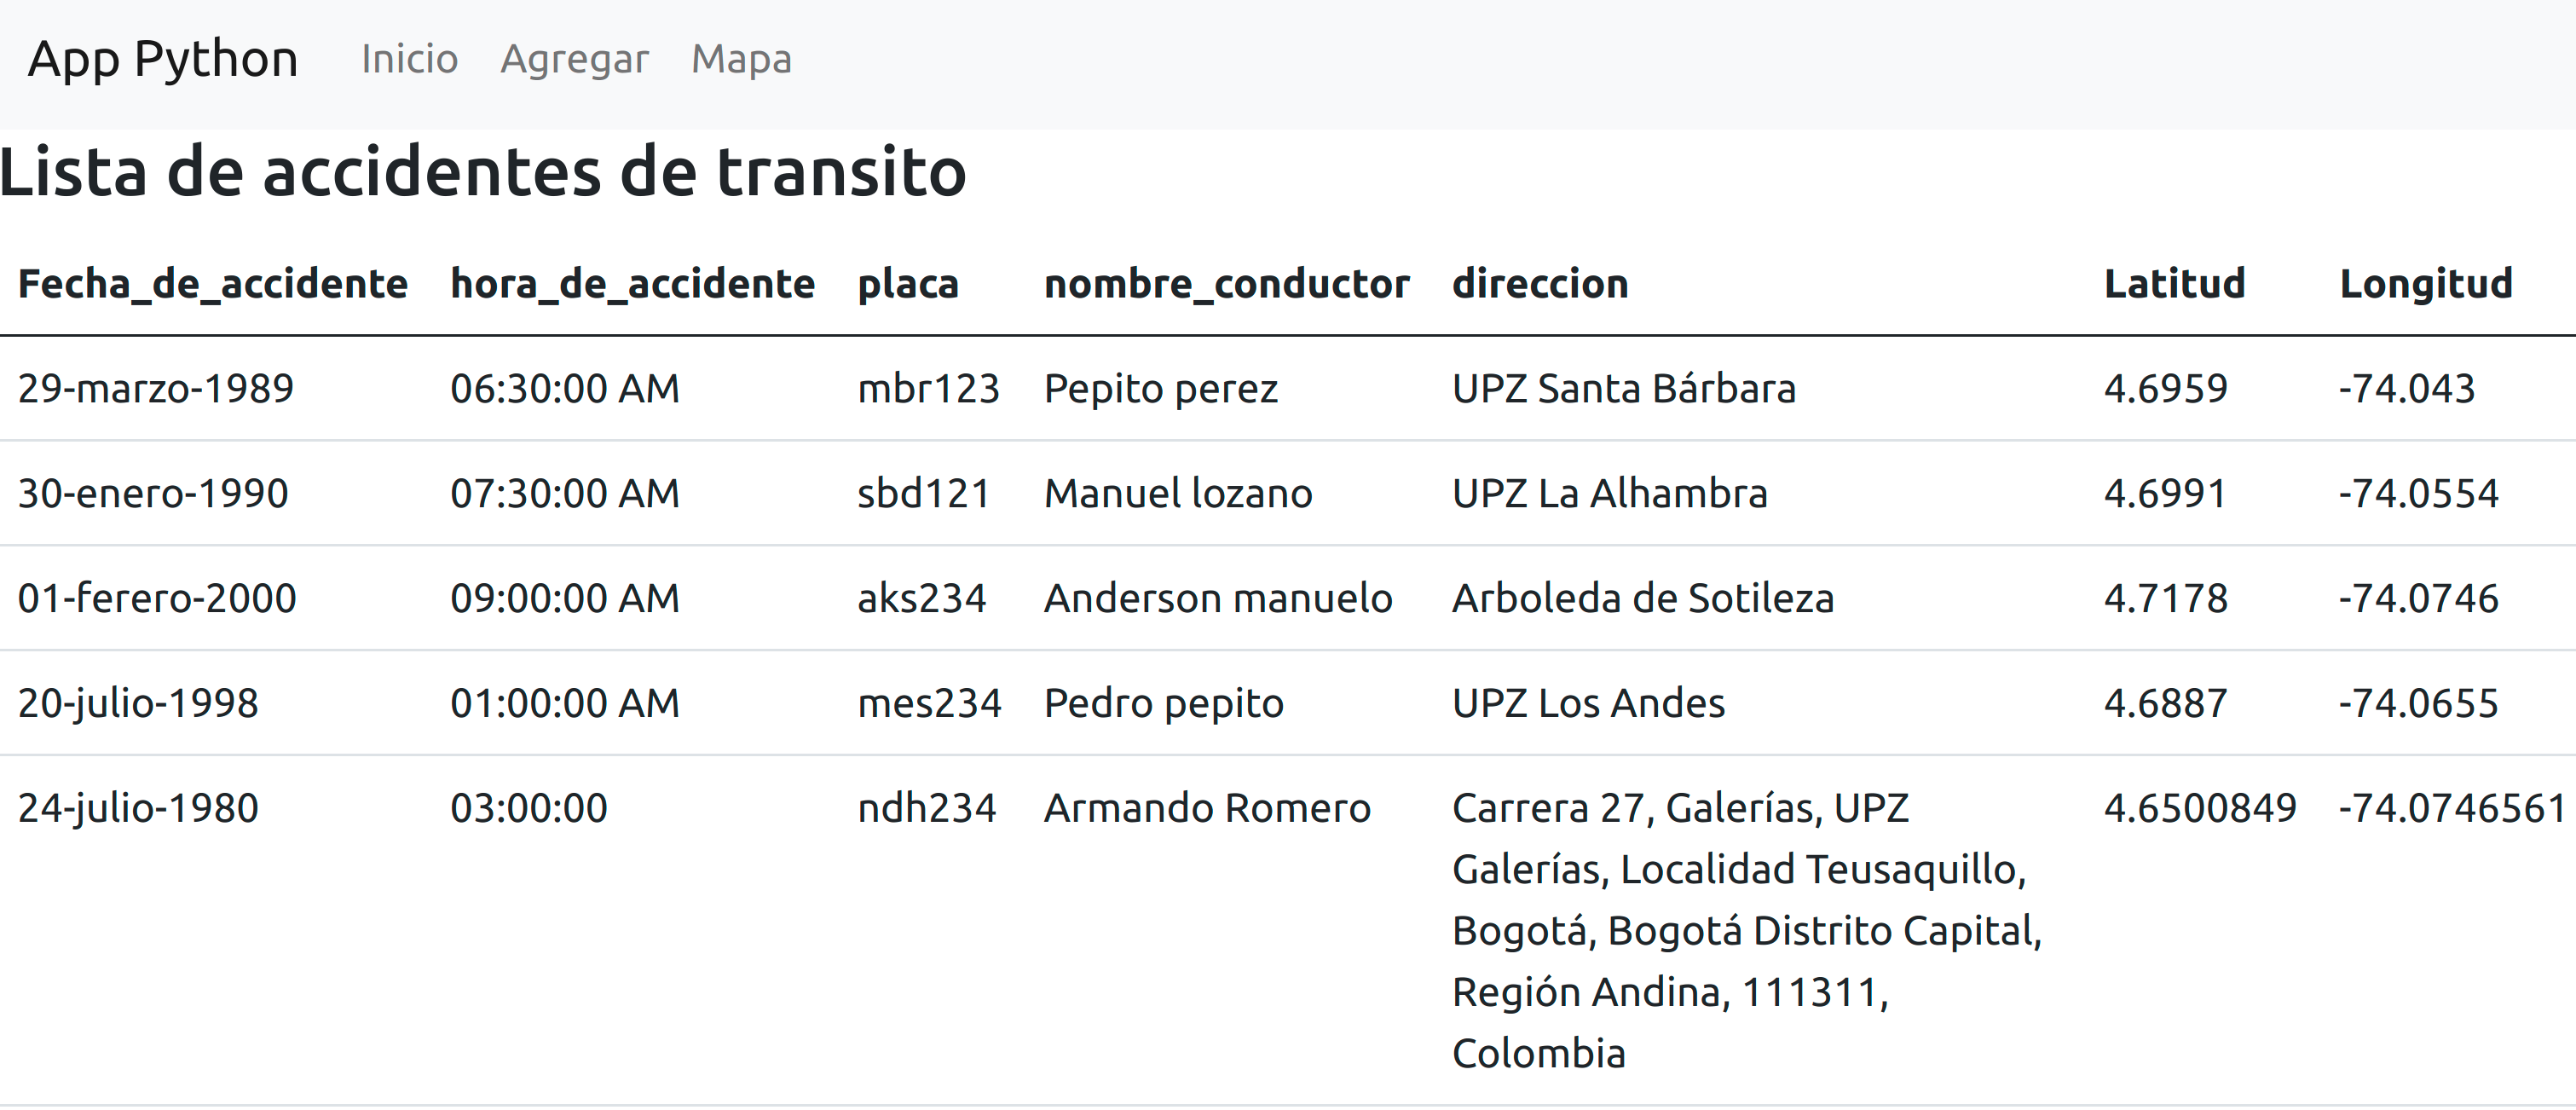 App Python Inicio Agregar Mapa
Lista de accidentes de transito
Fecha_de_accidente hora_de_accidente placa nombre_conductor direccion Latitud Longitud
29-marzo-1989 06:30:00 AM mbr123 Pepito perez UPZ Santa Bárbara 4.6959 -74.043
30-enero-1990 07:30:00 AM sbd121 Manuel lozano UPZ La Alhambra 4.6991 -74.0554
01-ferero-2000 09:00:00 AM aks234 Anderson manuelo Arboleda de Sotileza 4.7178 -74.0746
20-julio-1998 01:00:00 AM mes234 Pedro pepito UPZ Los Andes 4.6887 -74.0655
24-julio-1980 03:00:00 ndh234 Armando Romero Carrera 27, Galerías, UPZ 4.6500849 -74.0746561
Galerías, Localidad Teusaquillo,
Bogotá, Bogotá Distrito Capital,
Región Andina, 111311,
Colombia